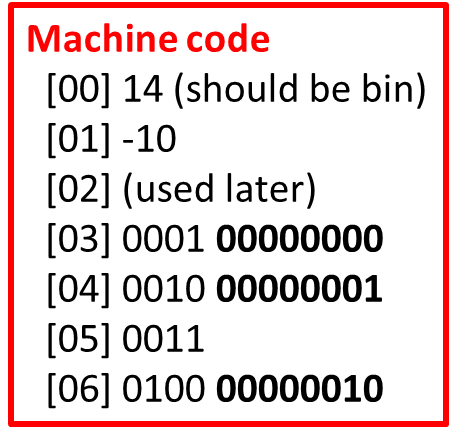 Machine code
[00] 14 (should be bin)
[01] -10
[02] (used later)
[03] 0001 00000000
[04] 0010 00000001
[05] 0011
[06] 0100 00000010